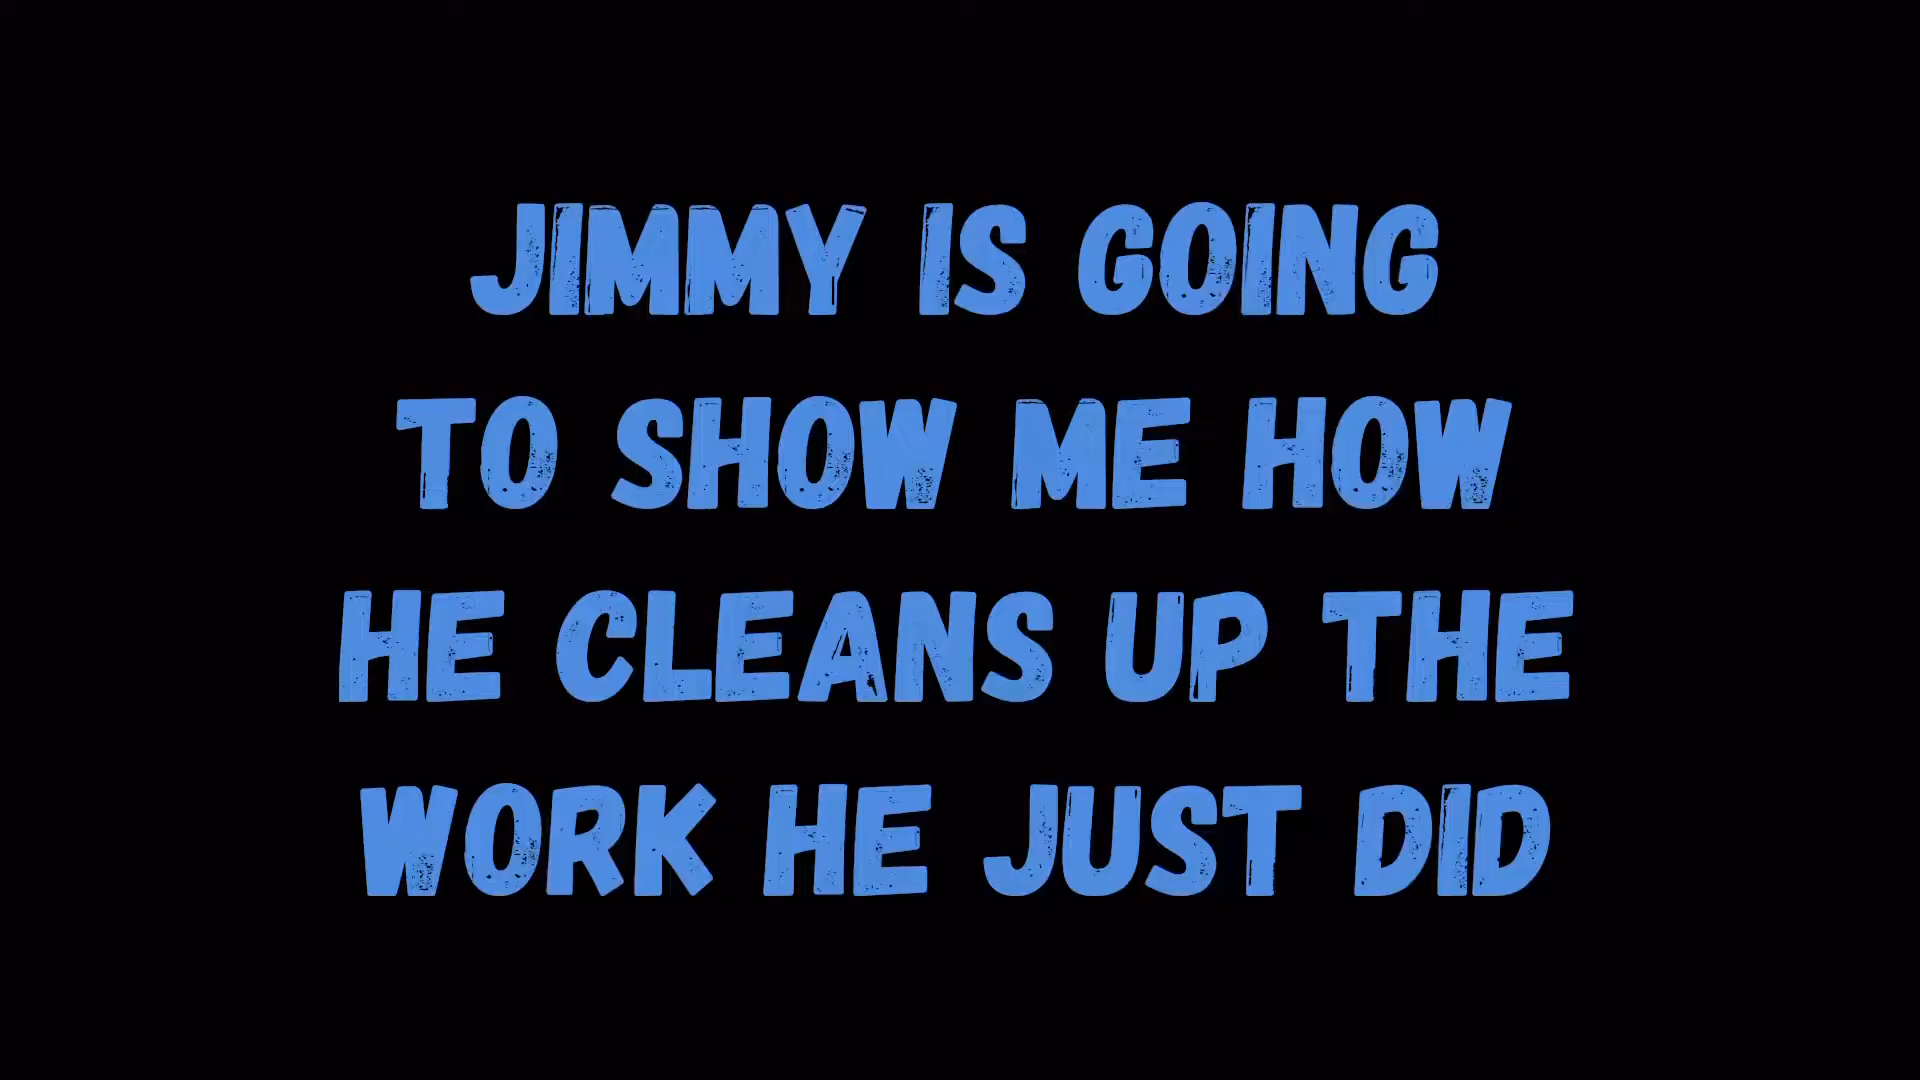 JIMMY IS GOING
TO SHOW ME HOW
HE CLEANS UP THE
WORK HE JUST DID